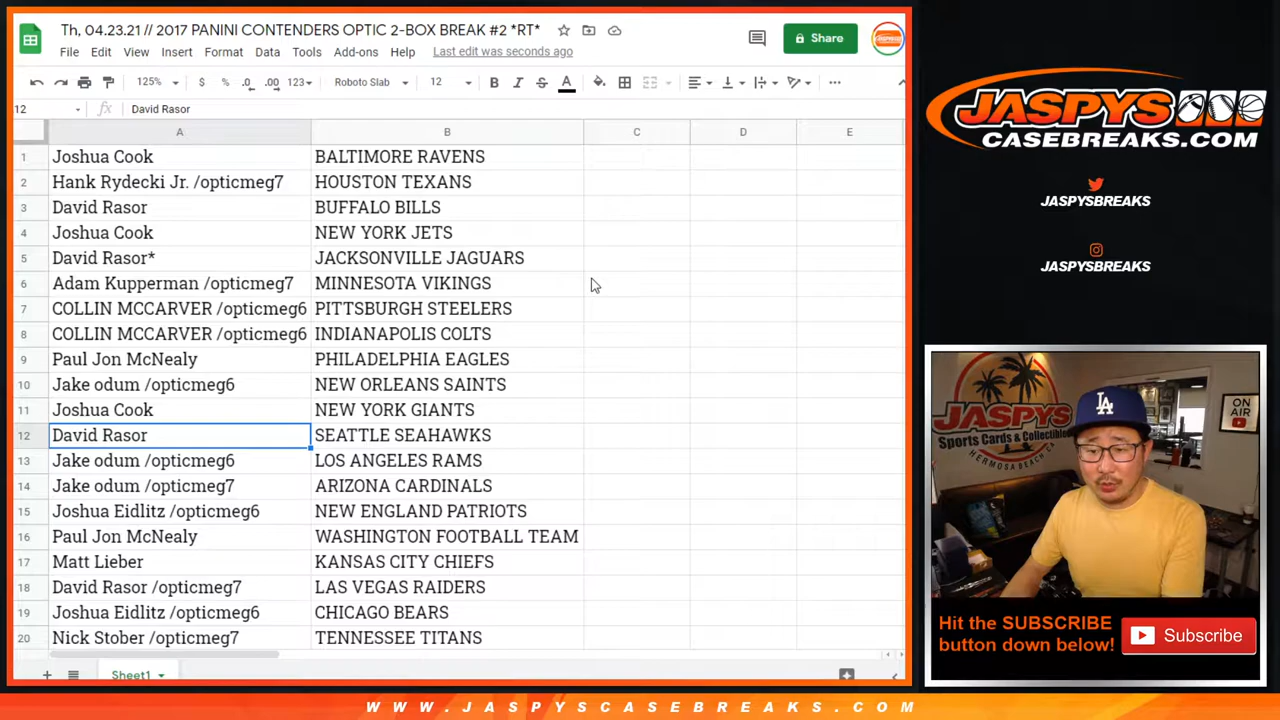 Th, 04.23.21 // 2017 PANINI CONTENDERS OPTIC 2-BOX BREAK #2 *RT*
File Edit View Insert Format Data Tools Add-ons Help Last edit was seconds ago
Share
125% $ % .0 .00 123 Roboto Slab 12 B I S A
12 fx David Rasor
A B C D E
1 Joshua Cook BALTIMORE RAVENS
2 Hank Rydecki Jr. /opticmeg7 HOUSTON TEXANS
3 David Rasor BUFFALO BILLS
4 Joshua Cook NEW YORK JETS
5 David Rasor* JACKSONVILLE JAGUARS
6 Adam Kupperman /opticmeg7 MINNESOTA VIKINGS
7 COLLIN MCCARVER /opticmeg6 PITTSBURGH STEELERS
8 COLLIN MCCARVER /opticmeg6 INDIANAPOLIS COLTS
9 Paul Jon McNealy PHILADELPHIA EAGLES
10 Jake odum /opticmeg6 NEW ORLEANS SAINTS
11 Joshua Cook NEW YORK GIANTS
12 David Rasor SEATTLE SEAHAWKS
13 Jake odum /opticmeg6 LOS ANGELES RAMS
14 Jake odum /opticmeg7 ARIZONA CARDINALS
15 Joshua Eidlitz /opticmeg6 NEW ENGLAND PATRIOTS
16 Paul Jon McNealy WASHINGTON FOOTBALL TEAM
17 Matt Lieber KANSAS CITY CHIEFS
18 David Rasor /opticmeg7 LAS VEGAS RAIDERS
19 Joshua Eidlitz /opticmeg6 CHICAGO BEARS
20 Nick Stober /opticmeg7 TENNESSEE TITANS
Sheet1
JASPYS
CASEBREAKS.COM
JASPYSBREAKS
JASPYSBREAKS
JASPYS
Sports Cards & Collectibles
HERMOSA BEACH
ON
AIR
LA
Hit the SUBSCRIBE
button down below!
Subscribe
WWW.JASPYSCASEBREAKS.COM